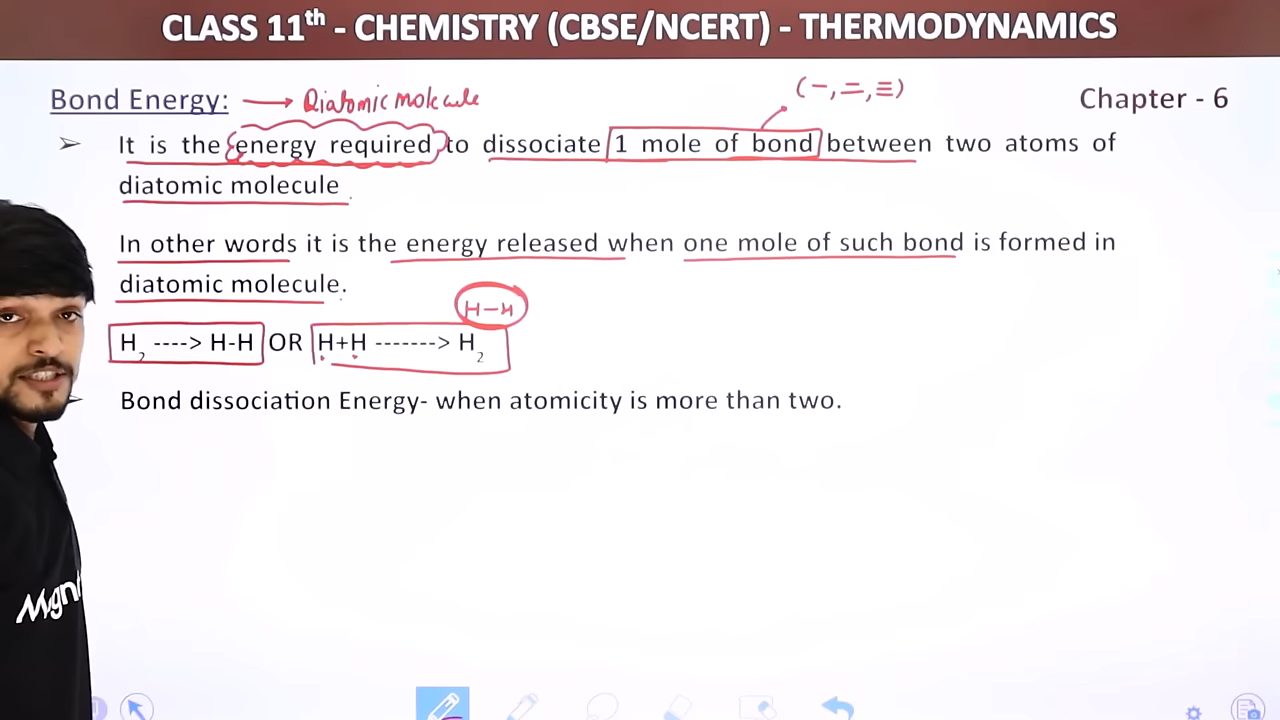 CLASS 11th - CHEMISTRY (CBSE/NCERT) - THERMODYNAMICS
Bond Energy: → Diatomic molecule (-, =, ≡) Chapter - 6
➢ It is the energy required to dissociate 1 mole of bond between two atoms of
diatomic molecule
In other words it is the energy released when one mole of such bond is formed in
diatomic molecule.
H-H
H2 ----> H-H OR H+H -------> H2
Bond dissociation Energy- when atomicity is more than two.